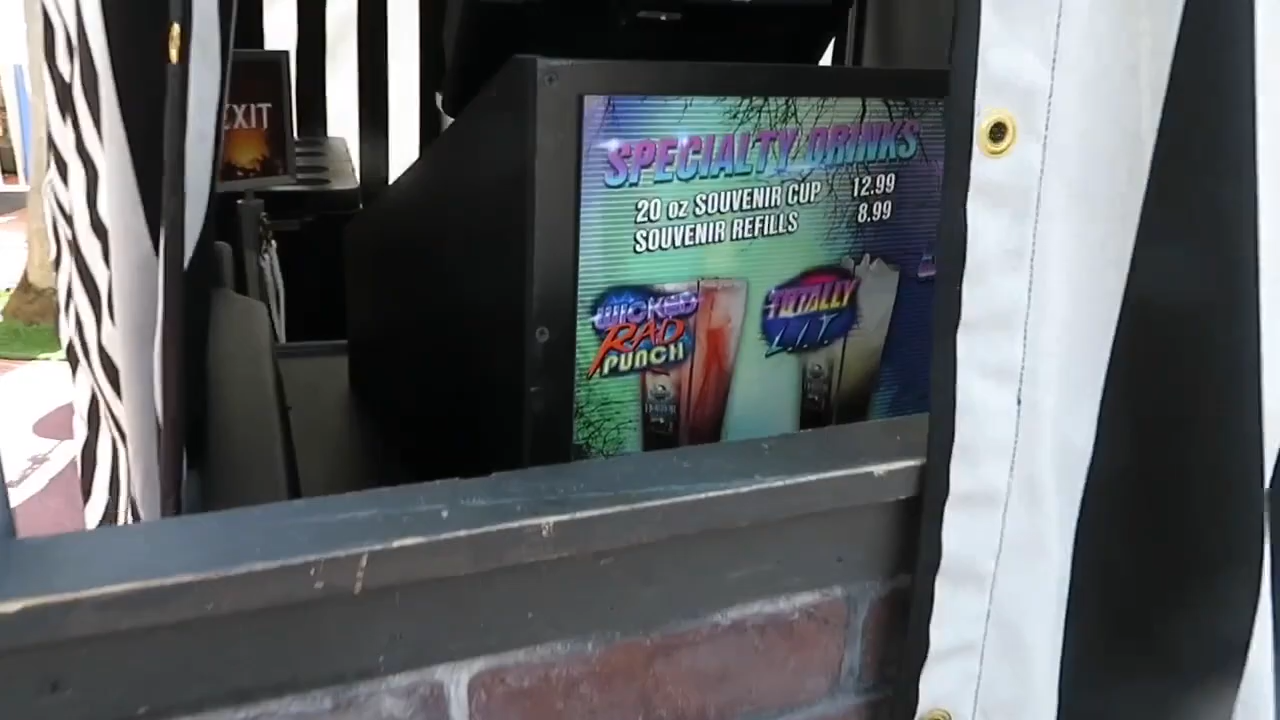 EXIT
SPECIALTY DRINKS
20 oz SOUVENIR CUP 12.99
SOUVENIR REFILLS 8.99
WICKED
RAD
PUNCH
TOTALLY
L.I.T.